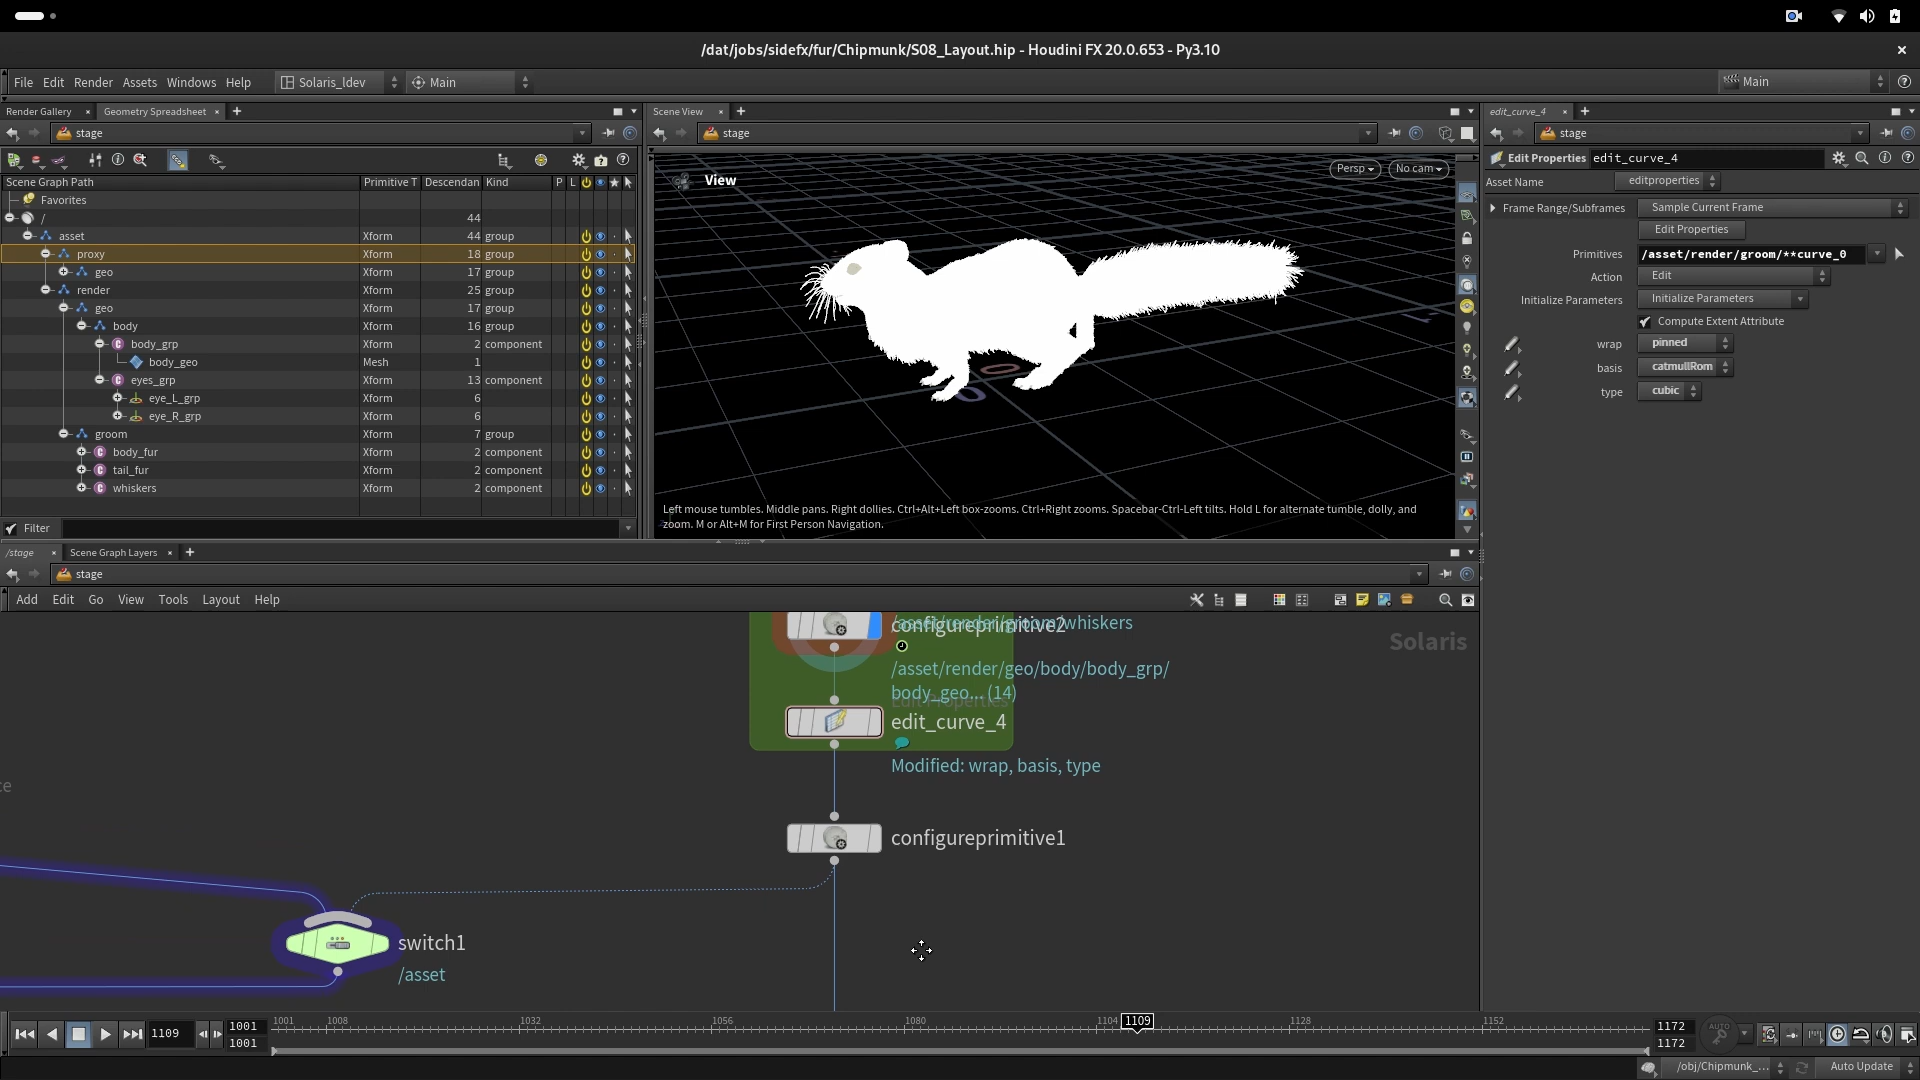 /dat/jobs/sidefx/fur/Chipmunk/S08_Layout.hip - Houdini FX 20.0.653 - Py3.10
File Edit Render Assets Windows Help Solaris_ldev Main Main
Render Gallery Geometry Spreadsheet
stage
Scene Graph Path Primitive T Descendan Kind P L
Favorites
/ 44
asset Xform 44 group
proxy Xform 18 group
geo Xform 17 group
render Xform 25 group
geo Xform 17 group
body Xform 16 group
body_grp Xform 2 component
body_geo Mesh 1
eyes_grp Xform 13 component
eye_L_grp Xform 6
eye_R_grp Xform 6
groom Xform 7 group
body_fur Xform 2 component
tail_fur Xform 2 component
whiskers Xform 2 component
Filter
Scene View
stage
View
Persp No cam
Left mouse tumbles. Middle pans. Right dollies. Ctrl+Alt+Left box-zooms. Ctrl+Right zooms. Spacebar-Ctrl-Left tilts. Hold L for alternate tumble, dolly, and
zoom. M or Alt+M for First Person Navigation.
edit_curve_4
stage
Edit Properties edit_curve_4
Asset Name editproperties
Frame Range/Subframes Sample Current Frame
Edit Properties
Primitives /asset/render/groom/**curve_0
Action Edit
Initialize Parameters Initialize Parameters
Compute Extent Attribute
wrap pinned
basis catmullRom
type cubic
/stage Scene Graph Layers
stage
Add Edit Go View Tools Layout Help
Solaris
/asset/render/groom/whiskers
configureprimitive2
/asset/render/geo/body/body_grp/
body_geo... (14)
Edit Properties
edit_curve_4
Modified: wrap, basis, type
ce
configureprimitive1
switch1
/asset
1109
1001
1001
1001 1008 1032 1056 1080 1104 1109 1128 1152
1172
1172
AUTO
/obj/Chipmunk_... Auto Update